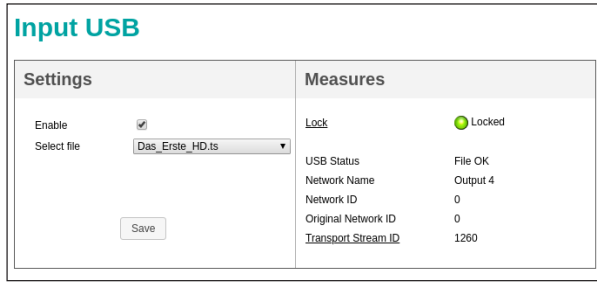 Input USB
Settings
Enable
Select file Das_Erste_HD.ts
Save
Measures
Lock Locked
USB Status File OK
Network Name Output 4
Network ID 0
Original Network ID 0
Transport Stream ID 1260